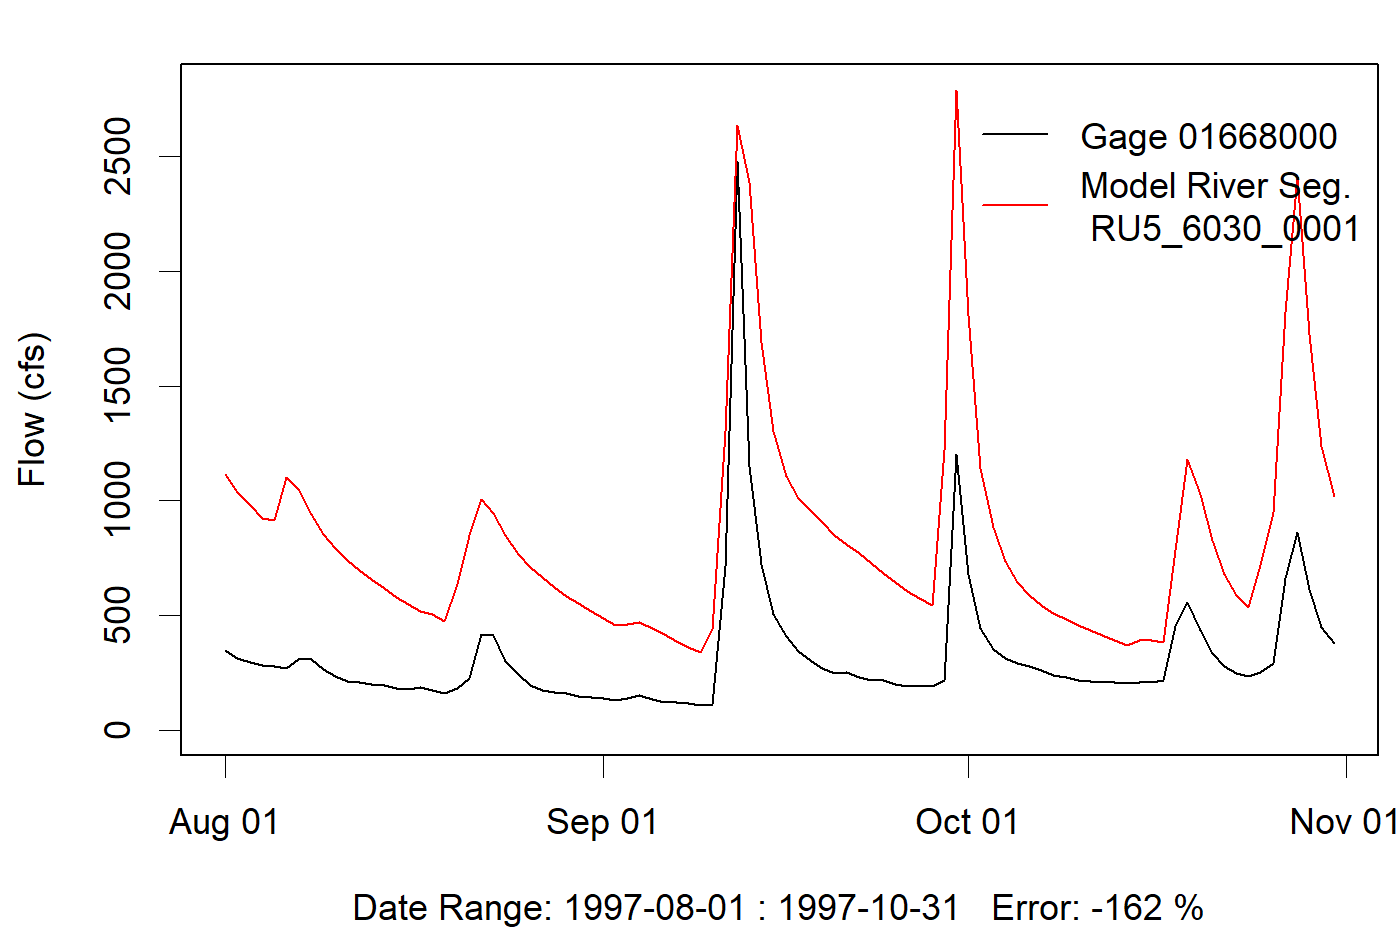 Gage 01668000
Model River Seg.
RU5_6030_0001
Flow (cfs)
2500
2000
1500
1000
500
0
Aug 01
Sep 01
Oct 01
Nov 01
Date Range: 1997-08-01 : 1997-10-31 Error: -162 %